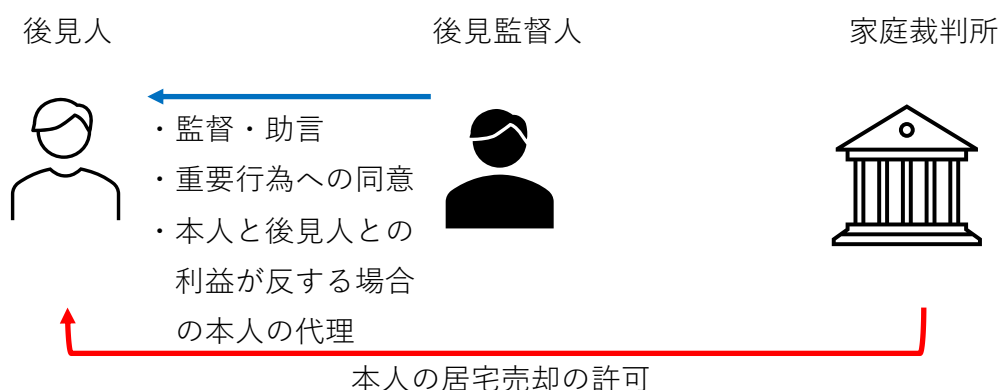 後見人
後見監督人
家庭裁判所
・監督・助言
・重要行為への同意
・本人と後見人との
利益が反する場合
の本人の代理
本人の居宅売却の許可